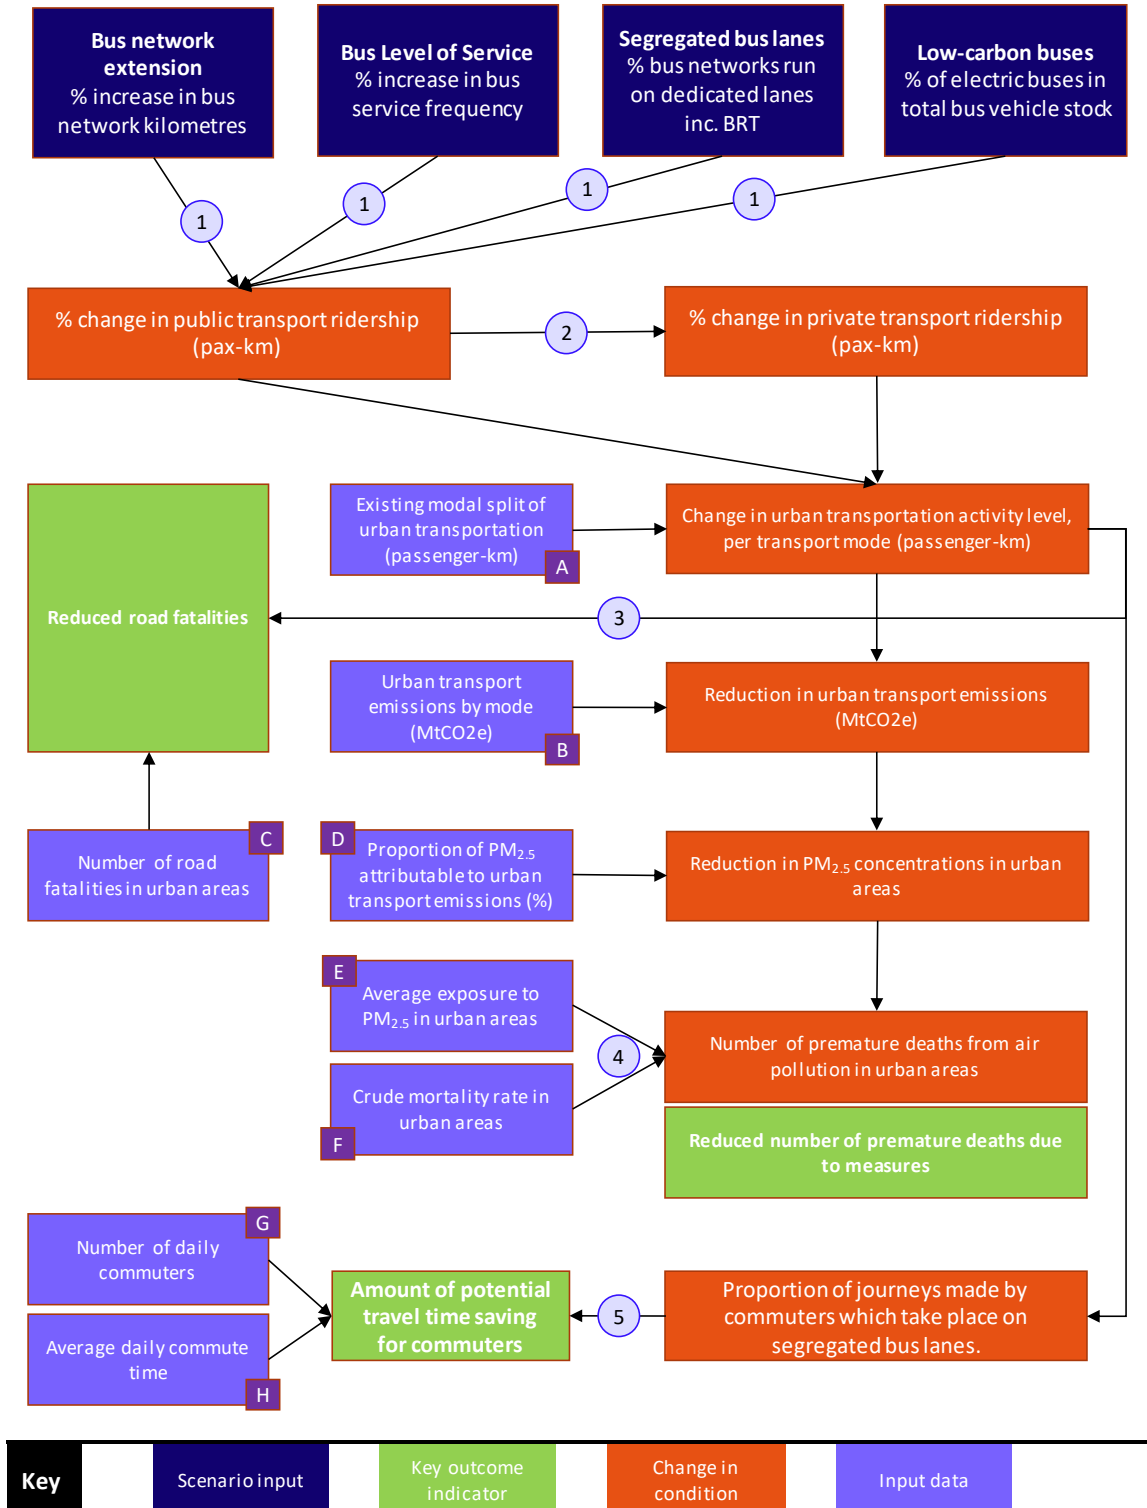 Bus network
extension
% increase in bus
network kilometres
Bus Level of Service
% increase in bus
service frequency
Segregated bus lanes
% bus networks run
on dedicated lanes
inc. BRT
Low-carbon buses
% of electric buses in
total bus vehicle stock
1
1
1
1
% change in public transport ridership
(pax-km)
2
% change in private transport ridership
(pax-km)
Existing modal split of
urban transportation
(passenger-km)
A
Change in urban transportation activity level,
per transport mode (passenger-km)
Reduced road fatalities
3
Urban transport
emissions by mode
(MtCO2e)
B
Reduction in urban transport emissions
(MtCO2e)
C
Number of road
fatalities in urban areas
D
Proportion of PM2.5
attributable to urban
transport emissions (%)
Reduction in PM2.5 concentrations in urban
areas
E
Average exposure to
PM2.5 in urban areas
4
Number of premature deaths from air
pollution in urban areas
Crude mortality rate in
urban areas
F
Reduced number of premature deaths due
to measures
G
Number of daily
commuters
Average daily commute
time
H
Amount of potential
travel time saving
for commuters
5
Proportion of journeys made by
commuters which take place on
segregated bus lanes.
Key
Scenario input
Key outcome
indicator
Change in
condition
Input data